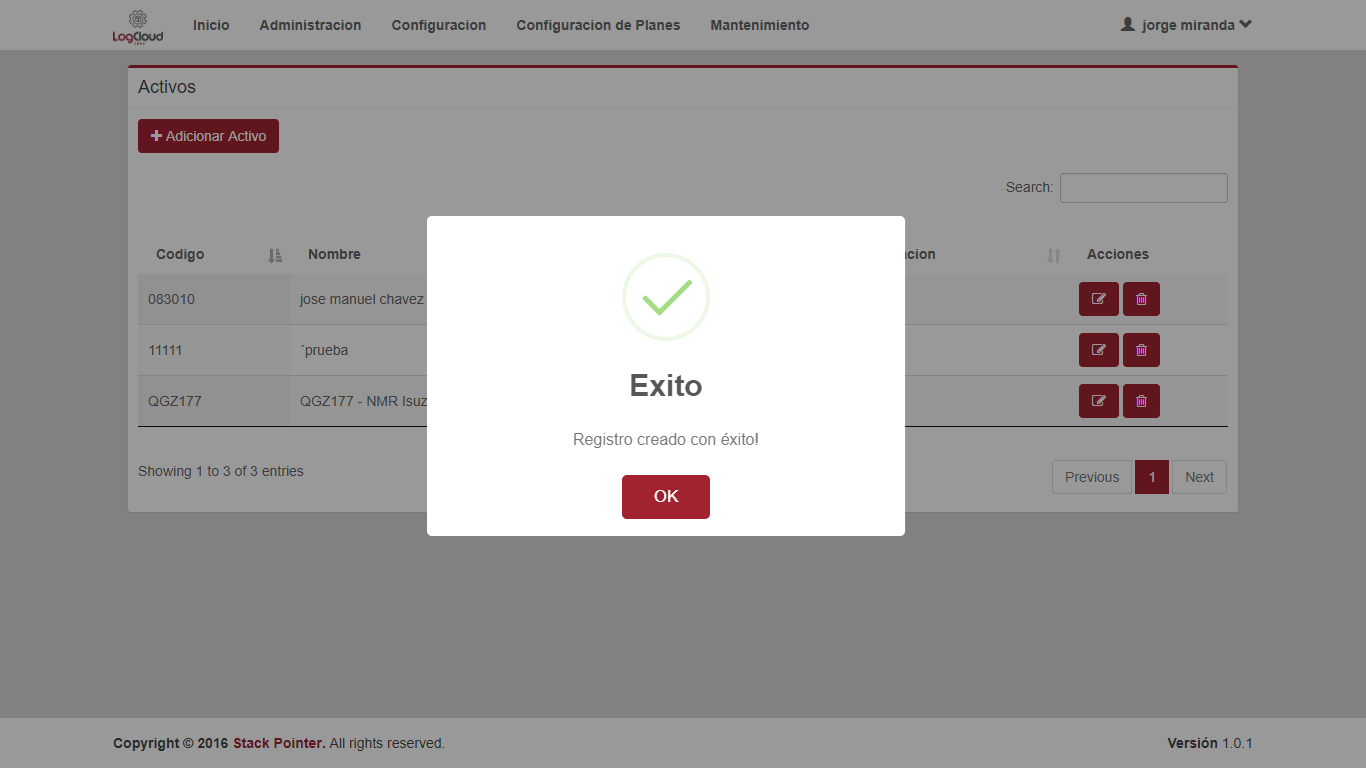 LogCloud Inicio Administracion Configuracion Configuracion de Planes Mantenimiento jorge miranda
Activos
Adicionar Activo
Search:
Codigo Nombre cion Acciones
083010 jose manuel chavez
11111 ´prueba
QGZ177 QGZ177 - NMR Isuz
Exito
Registro creado con éxito!
OK
Showing 1 to 3 of 3 entries
Previous 1 Next
Copyright © 2016 Stack Pointer. All rights reserved. Versión 1.0.1